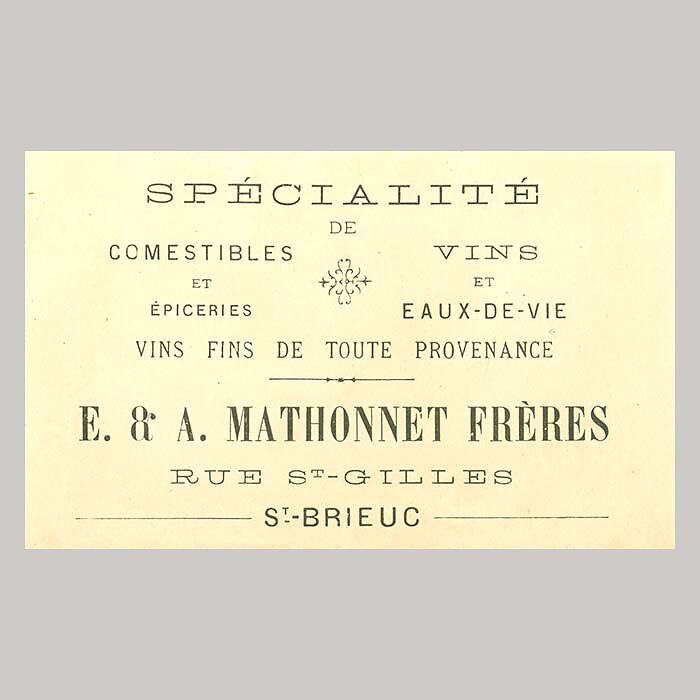 SPÉCIALITÉ
DE
COMESTIBLES
ET
ÉPICERIES
VINS
ET
EAUX-DE-VIE
VINS FINS DE TOUTE PROVENANCE
E. & A. MATHONNET FRÈRES
RUE ST-GILLES
ST.-BRIEUC